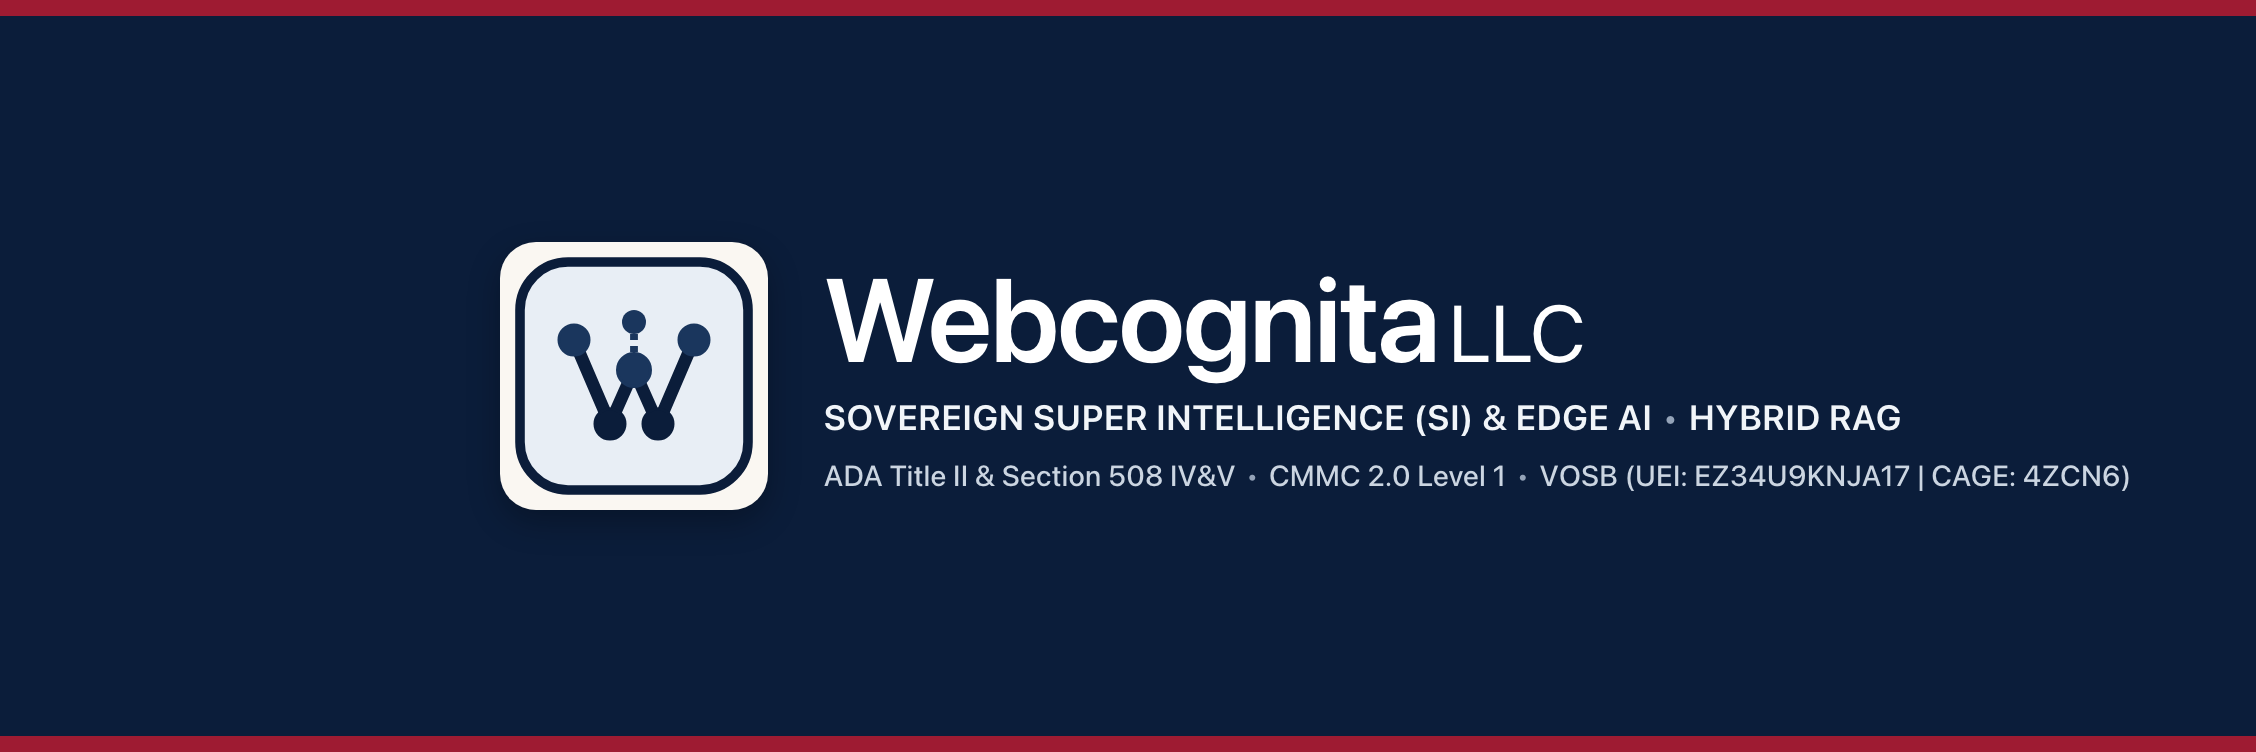 Webcognita LLC
SOVEREIGN SUPER INTELLIGENCE (SI) & EDGE AI • HYBRID RAG
ADA Title II & Section 508 IV&V • CMMC 2.0 Level 1 • VOSB (UEI: EZ34U9KNJA17 | CAGE: 4ZCN6)